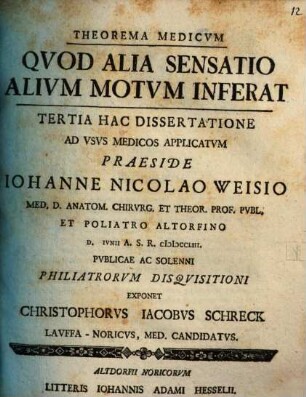 12
THEOREMA MEDICVM
QVOD ALIA SENSATIO
ALIVM MOTVM INFERAT
TERTIA HAC DISSERTATIONE
AD VSVS MEDICOS APPLICATVM
PRAESIDE
IOHANNE NICOLAO WEISIO
MED. D. ANATOM. CHIRVRG. ET THEOR. PROF. PVBL.
ET POLIATRO ALTORFINO
D. IVNII A. S. R. cIↄIↄccLIII.
PVBLICAE AC SOLENNI
PHILIATRORVM DISQVISITIONI
EXPONET
CHRISTOPHORVS IACOBVS SCHRECK
LAVFFA-NORICVS, MED. CANDIDATVS.
ALTDORFII NORICORVM
LITTERIS IOHANNIS ADAMI HESSELII.